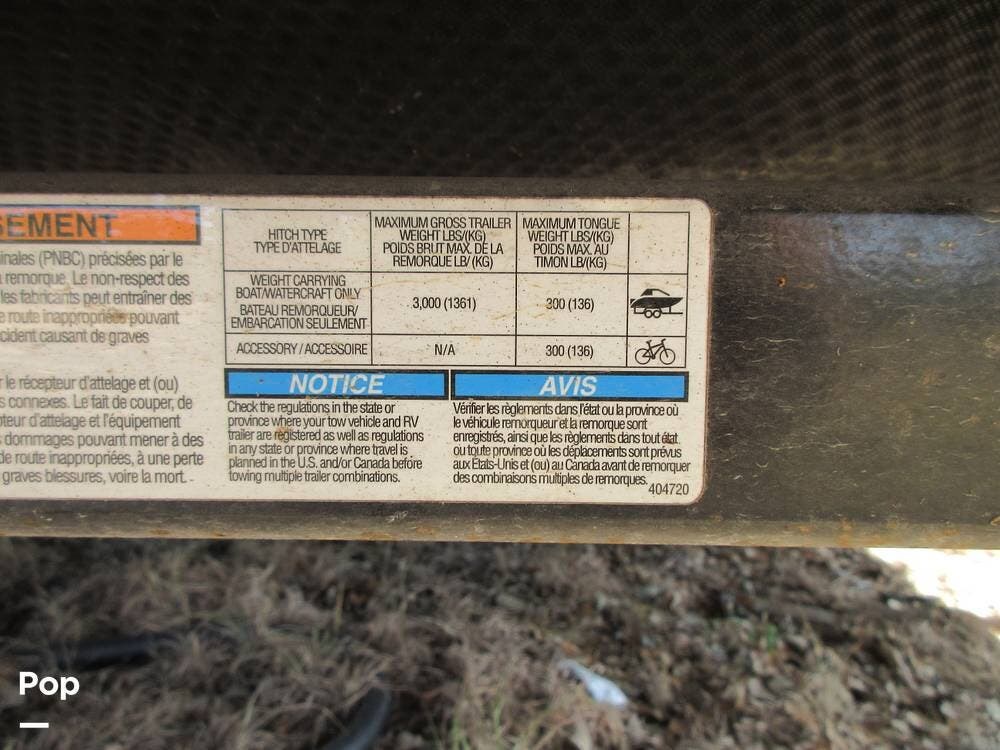 SEMENT
inales (PNBC) précisées par le
remorque. Le non-respect des
les fabricants peut entraîner des
e route inappropriées pouvant
cident causant de graves
r le récepteur d'attelage et (ou)
s connexes. Le fait de couper, de
pteur d'attelage et l'équipement
dommages pouvant mener à des
de route inappropriées, à une perte
graves blessures, voire la mort.
HITCH TYPE
TYPE D'ATTELAGE
MAXIMUM GROSS TRAILER
WEIGHT LBS/(KG)
POIDS BRUT MAX. DE LA
REMORQUE LB/ (KG)
MAXIMUM TONGUE
WEIGHT LBS/(KG)
POIDS MAX. AU
TIMON LB/(KG)
WEIGHT CARRYING
BOAT/WATERCRAFT ONLY
BATEAU REMORQUEUR/
EMBARCATION SEULEMENT
3,000 (1361)
300 (136)
ACCESSORY / ACCESSOIRE
N/A
300 (136)
NOTICE
Check the regulations in the state or
province where your tow vehicle and RV
trailer are registered as well as regulations
in any state or province where travel is
planned in the U.S. and/or Canada before
towing multiple trailer combinations.
AVIS
Vérifier les règlements dans l'état ou la province où
le véhicule remorqueur et la remorque sont
enregistrés, ainsi que les règlements dans tout état
ou toute province où les déplacements sont prévus
aux États-Unis et (ou) au Canada avant de remorquer
des combinaisons multiples de remorques.
404720
Pop